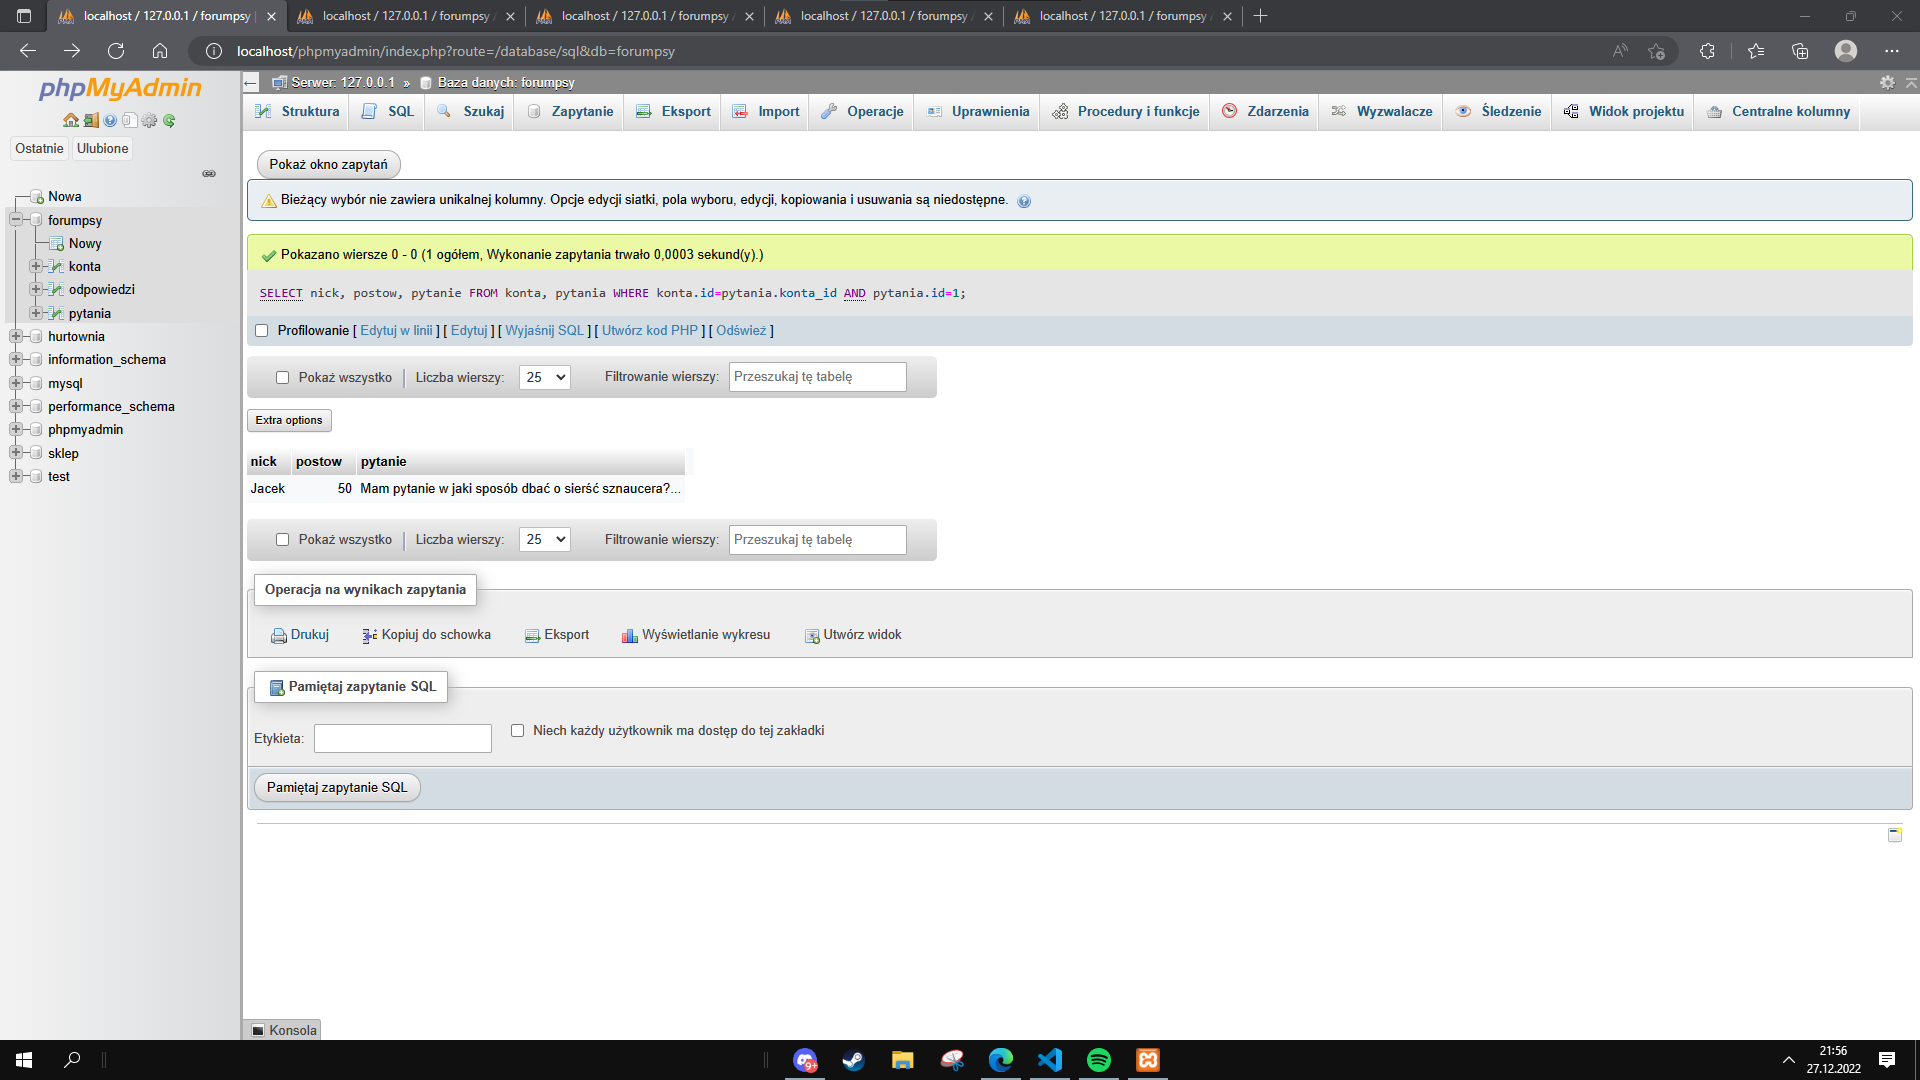 localhost / 127.0.0.1 / forumpsy
localhost / 127.0.0.1 / forumpsy
localhost / 127.0.0.1 / forumpsy
localhost / 127.0.0.1 / forumpsy
localhost / 127.0.0.1 / forumpsy
localhost/phpmyadmin/index.php?route=/database/sql&db=forumpsy
phpMyAdmin
Ostatnie Ulubione
Nowa
forumpsy
Nowy
konta
odpowiedzi
pytania
hurtownia
information_schema
mysql
performance_schema
phpmyadmin
sklep
test
Serwer: 127.0.0.1 » Baza danych: forumpsy
Struktura SQL Szukaj Zapytanie Eksport Import Operacje Uprawnienia Procedury i funkcje Zdarzenia Wyzwalacze Śledzenie Widok projektu Centralne kolumny
Pokaż okno zapytań
Bieżący wybór nie zawiera unikalnej kolumny. Opcje edycji siatki, pola wyboru, edycji, kopiowania i usuwania są niedostępne.
Pokazano wiersze 0 - 0 (1 ogółem, Wykonanie zapytania trwało 0,0003 sekund(y).)
SELECT nick, postow, pytanie FROM konta, pytania WHERE konta.id=pytania.konta_id AND pytania.id=1;
Profilowanie [ Edytuj w linii ] [ Edytuj ] [ Wyjaśnij SQL ] [ Utwórz kod PHP ] [ Odśwież ]
Pokaż wszystko Liczba wierszy: 25 Filtrowanie wierszy: Przeszukaj tę tabelę
Extra options
nick postow pytanie
Jacek 50 Mam pytanie w jaki sposób dbać o sierść sznaucera?...
Pokaż wszystko Liczba wierszy: 25 Filtrowanie wierszy: Przeszukaj tę tabelę
Operacja na wynikach zapytania
Drukuj Kopiuj do schowka Eksport Wyświetlanie wykresu Utwórz widok
Pamiętaj zapytanie SQL
Etykieta: Niech każdy użytkownik ma dostęp do tej zakładki
Pamiętaj zapytanie SQL
Konsola
9+
21:56
27.12.2022